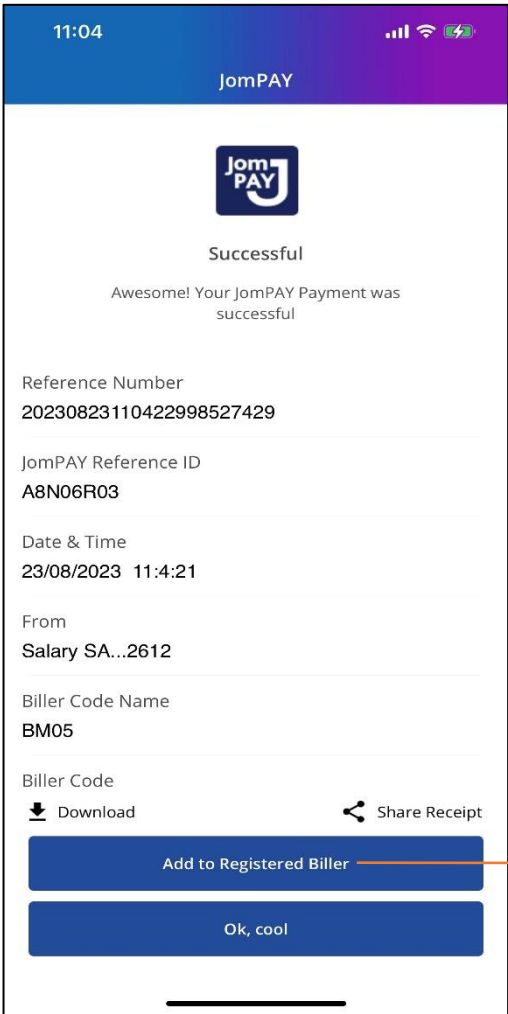 11:04
JomPAY
Jom
PAY
J
Successful
Awesome! Your JomPAY Payment was
successful
Reference Number
20230823110422998527429
JomPAY Reference ID
A8N06R03
Date & Time
23/08/2023 11:4:21
From
Salary SA...2612
Biller Code Name
BM05
Biller Code
Download Share Receipt
Add to Registered Biller
Ok, cool